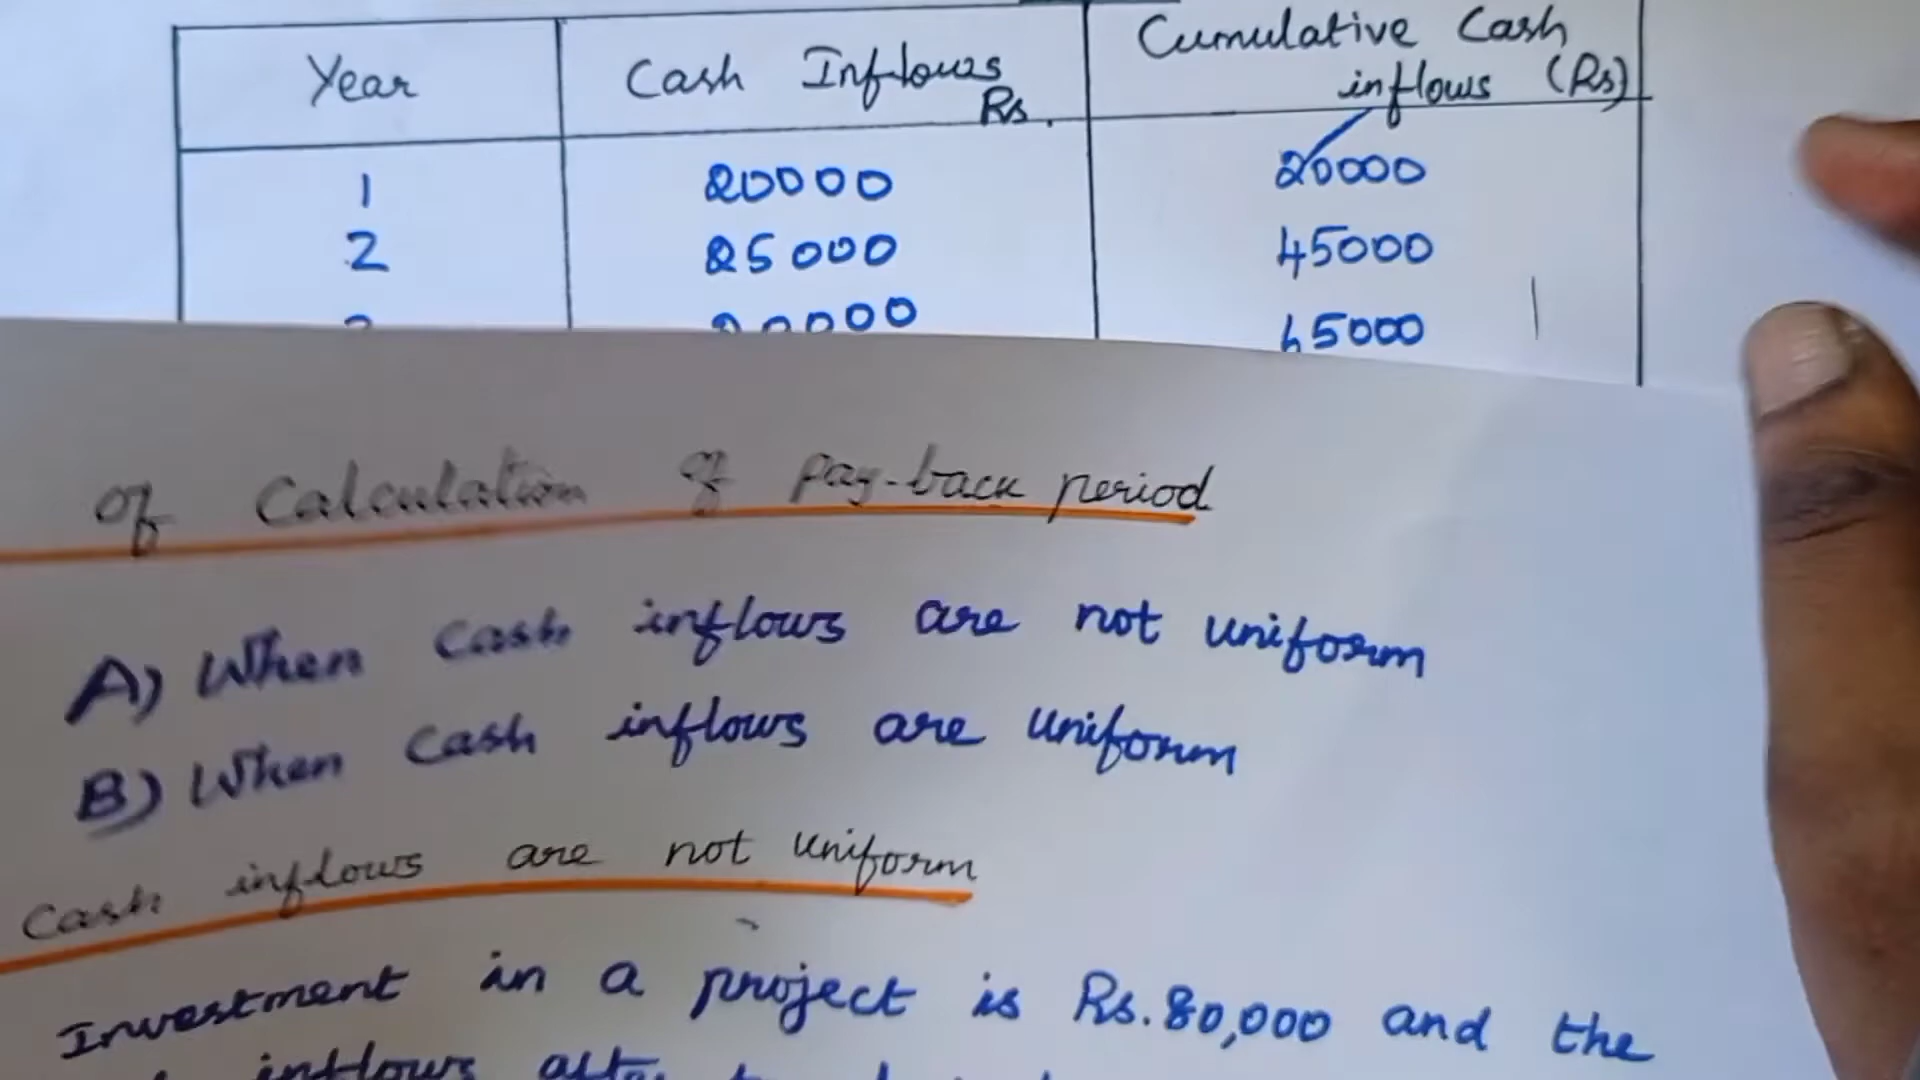 Year Cash Inflows Rs. Cumulative Cash inflows (Rs)
1 20000 20000
2 25000 45000
of Calculation of Pay-back period
A) When cash inflows are not uniform
B) When cash inflows are uniform
Cash inflows are not uniform
Investment in a project is Rs.80,000 and the
inflows